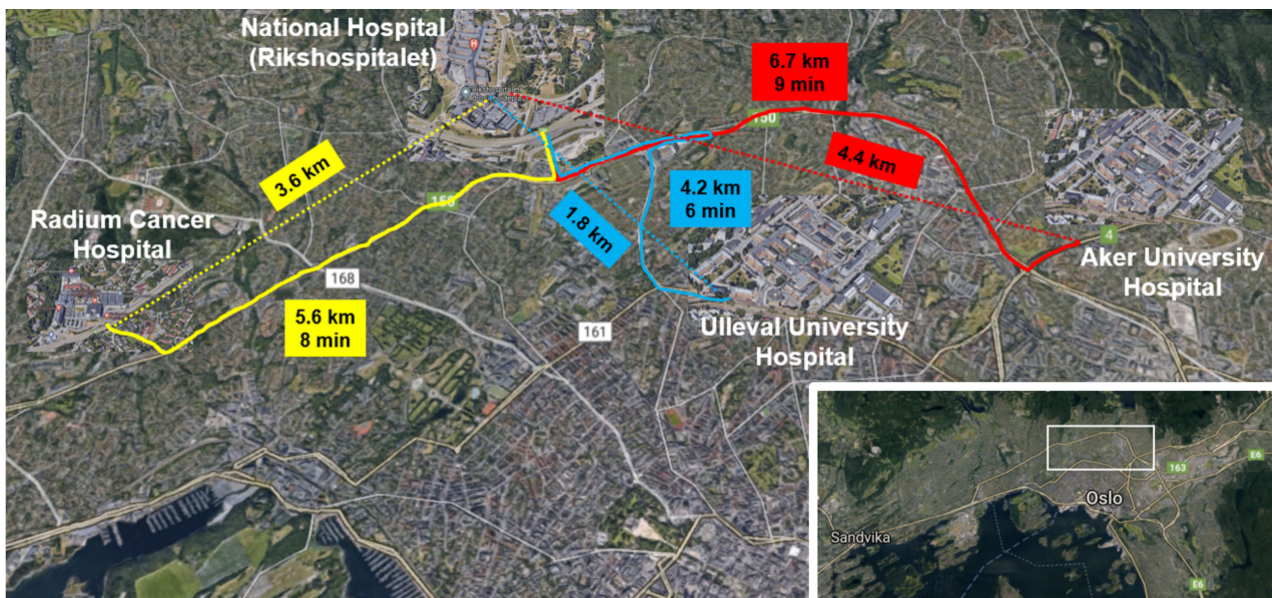 National Hospital
(Rikshospitalet)
6.7 km
9 min
150
3.6 km
4.4 km
4.2 km
6 min
1.8 km
Radium Cancer
Hospital
168
5.6 km
8 min
161
4
Aker University
Hospital
Ulleval University
Hospital
163
E6
Oslo
Sandvika
E6